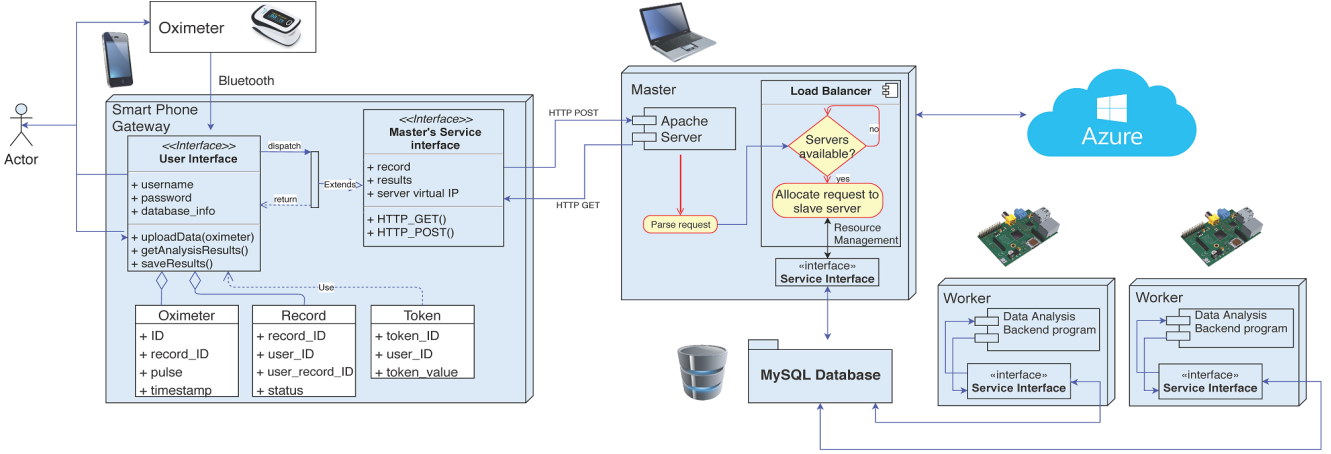 Oximeter
Bluetooth
Actor
Smart Phone
Gateway
<<Interface>>
User Interface
+ username
+ password
+ database_info
+ uploadData(oximeter)
+ getAnalysisResults()
+ saveResults()
dispatch
return
Extends
<<Interface>>
Master's Service
interface
+ record
+ results
+ server virtual IP
+ HTTP_GET()
+ HTTP_POST()
Use
Oximeter
+ ID
+ record_ID
+ pulse
+ timestamp
Record
+ record_ID
+ user_ID
+ user_record_ID
+ status
Token
+ token_ID
+ user_ID
+ token_value
HTTP POST
HTTP GET
Master
Apache
Server
Parse request
Load Balancer
Servers
available?
no
yes
Allocate request to
slave server
Resource
Management
«interface»
Service Interface
MySQL Database
Azure
Worker
Data Analysis
Backend program
«interface»
Service Interface
Worker
Data Analysis
Backend program
«interface»
Service Interface